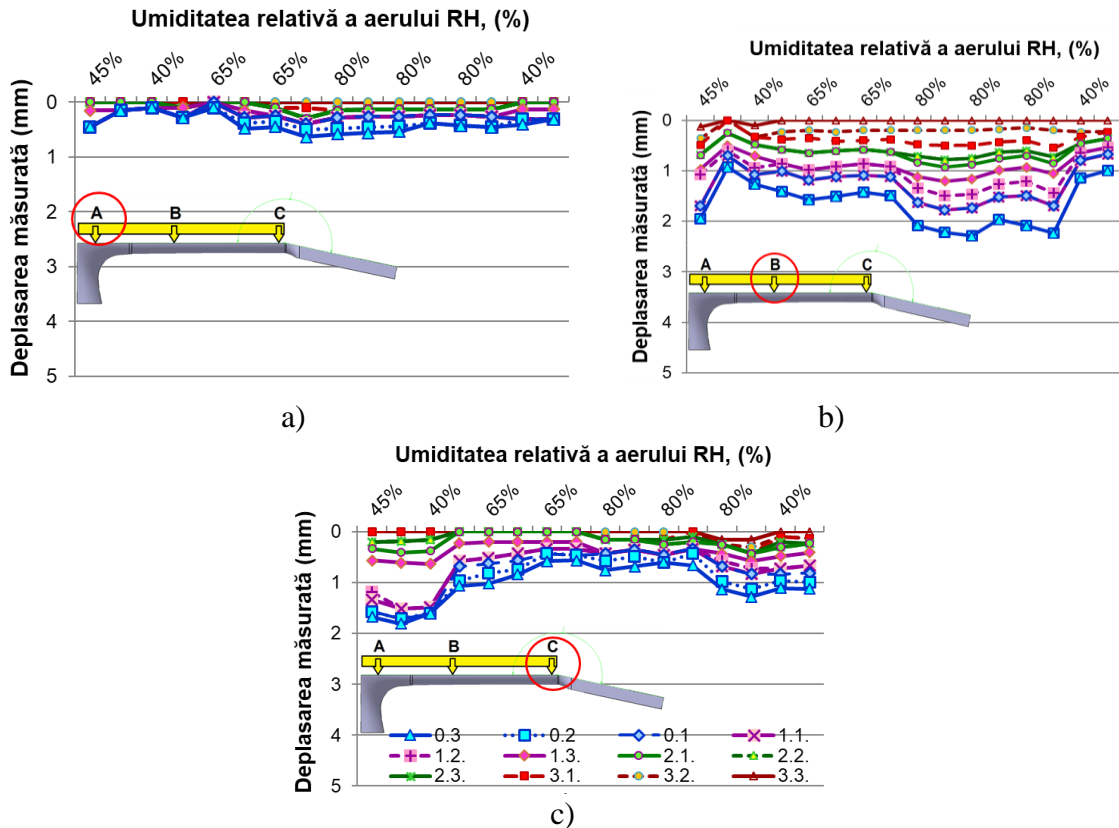 Umiditatea relativă a aerului RH, (%)
45% 40% 65% 65% 80% 80% 80% 40%
Deplasarea măsurată (mm)
0
1
2
3
4
5
A B C
a)
Umiditatea relativă a aerului RH, (%)
45% 40% 65% 65% 80% 80% 80% 40%
Deplasarea măsurată (mm)
0
1
2
3
4
5
A B C
b)
Umiditatea relativă a aerului RH, (%)
45% 40% 65% 65% 80% 80% 80% 40%
Deplasarea măsurată (mm)
0
1
2
3
4
5
A B C
0.3 0.2 0.1 1.1.
1.2. 1.3. 2.1. 2.2.
2.3. 3.1. 3.2. 3.3.
c)